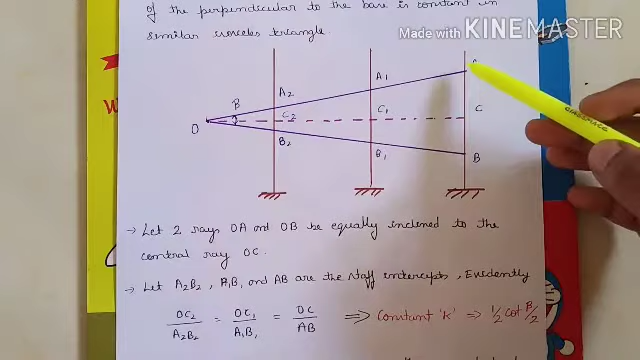 of the perpendicular to the base is constant in
similar isosceles triangle.
Made with KINEMASTER
A1
A2
β
O
C2
C1
C
B2
B1
B
→ Let 2 rays OA and OB be equally inclined to the
central ray OC.
→ Let A2B2, A1B1 and AB are the staff intercepts, Evidently
OC2/A2B2 = OC1/A1B1 = OC/AB ⇒ Constant 'K' ⇒ 1/2 cot β/2